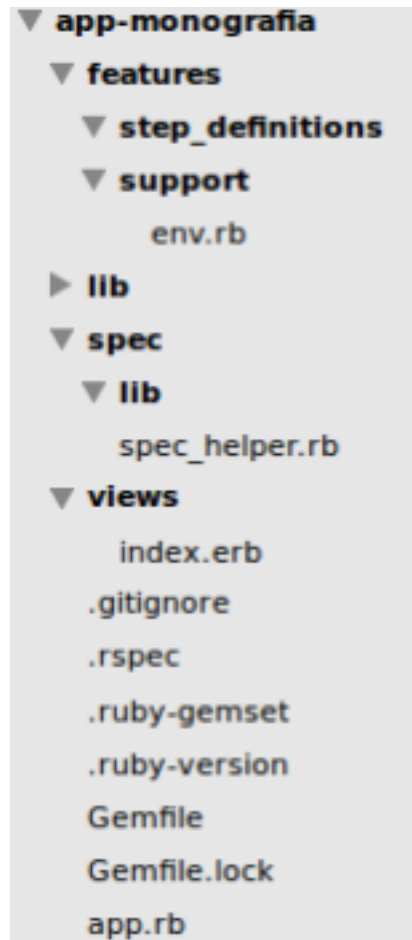 app-monografia
features
step_definitions
support
env.rb
lib
spec
lib
spec_helper.rb
views
index.erb
.gitignore
.rspec
.ruby-gemset
.ruby-version
Gemfile
Gemfile.lock
app.rb